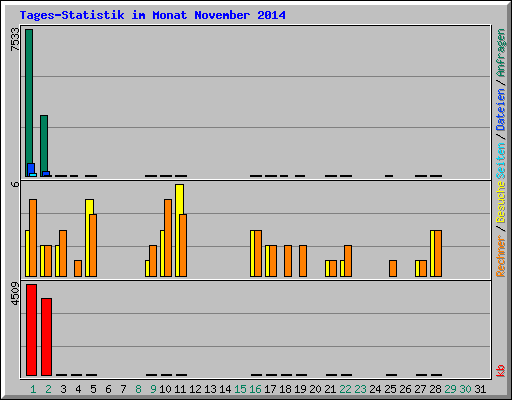 Tages-Statistik im Monat November 2014
7533
6
4509
Rechner / Besuche Seiten / Dateien / Anfragen
kb
1 2 3 4 5 6 7 8 9 10 11 12 13 14 15 16 17 18 19 20 21 22 23 24 25 26 27 28 29 30 31